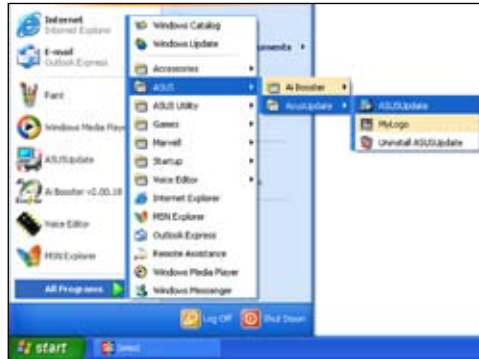 Internet
Internet Explorer
E-mail
Outlook Express
Paint
Windows Media Play
ASUSUpdate
Ai Booster v2.00.18
Voice Editor
MSN Explorer
All Programs
Windows Catalog
Windows Update
Accessories
ASUS
ASUS Utility
Games
Marvell
Startup
Voice Editor
Internet Explorer
MSN Explorer
Outlook Express
Remote Assistance
Windows Media Player
Windows Messenger
Ai Booster
AsusUpdate
ASUSUpdate
MyLogo
Uninstall ASUSUpdate
Log Off
Shut Down
start
Select